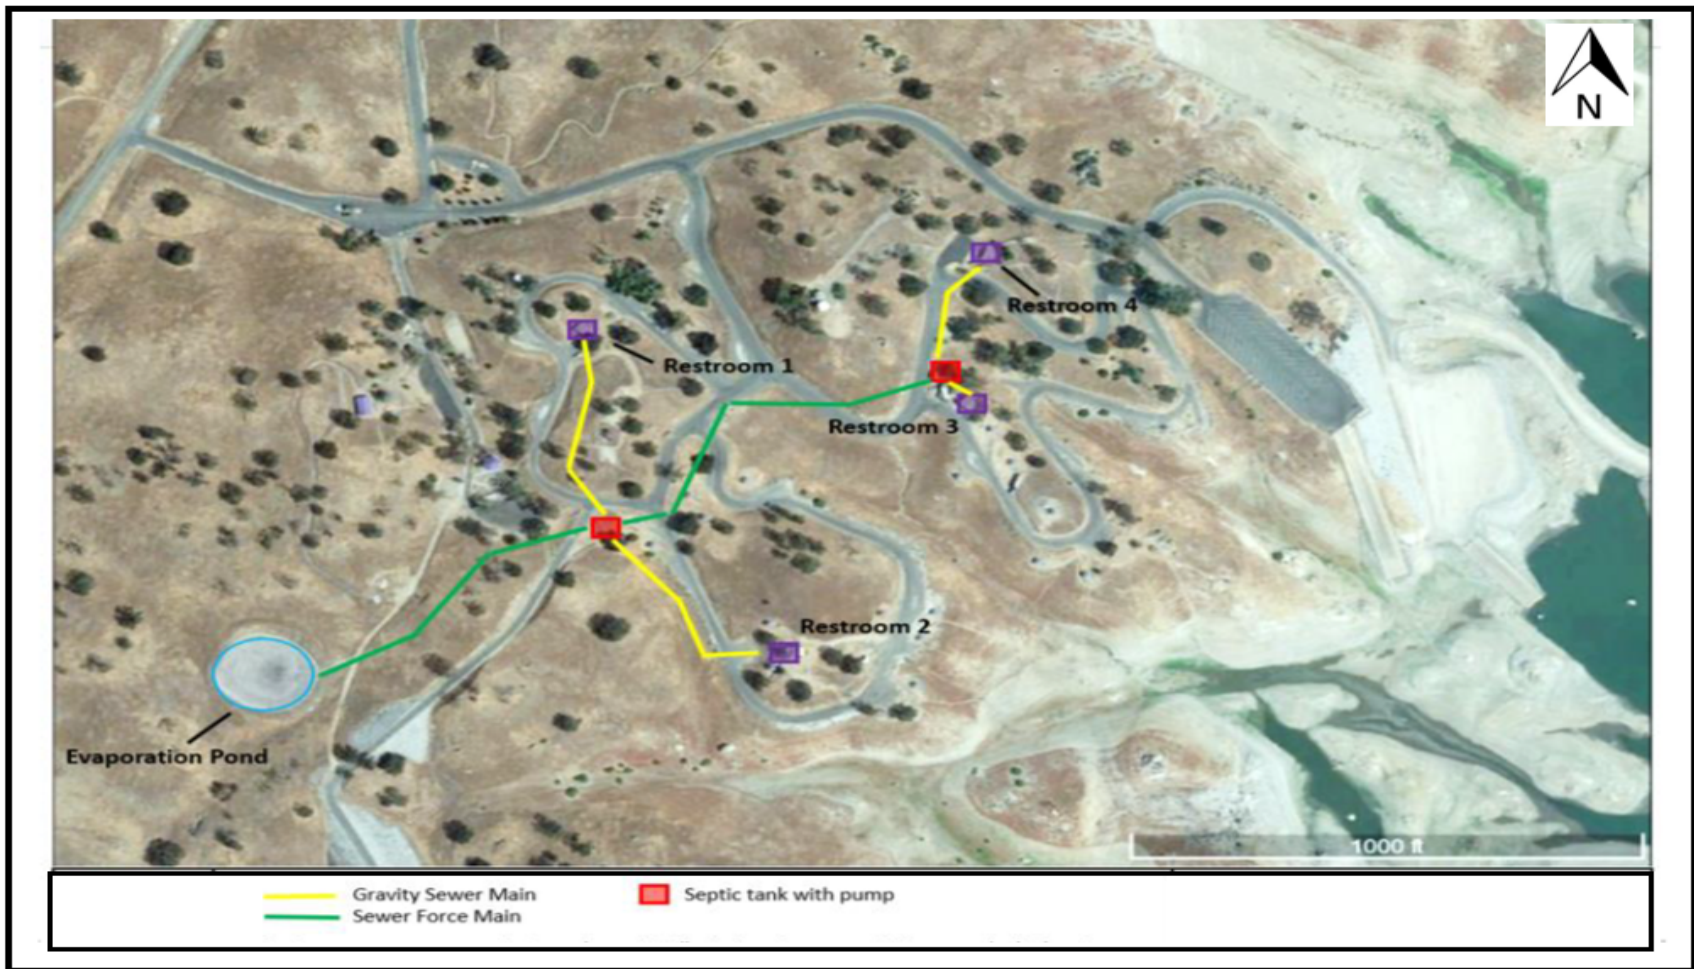 N
Restroom 4
Restroom 1
Restroom 3
Restroom 2
Evaporation Pond
1000 ft
Gravity Sewer Main
Septic tank with pump
Sewer Force Main